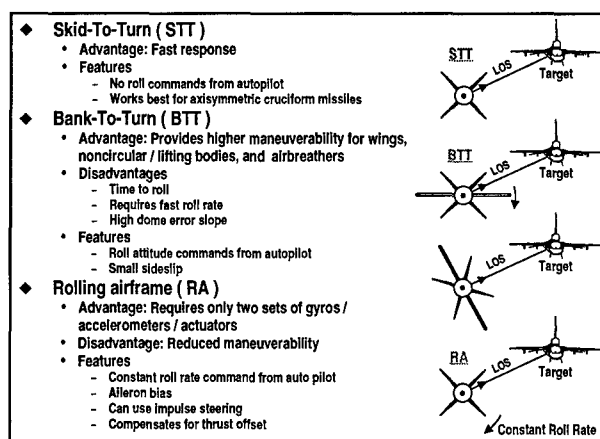 ◆ Skid-To-Turn ( STT )
• Advantage: Fast response
• Features
– No roll commands from autopilot
– Works best for axisymmetric cruciform missiles
◆ Bank-To-Turn ( BTT )
• Advantage: Provides higher maneuverability for wings,
noncircular / lifting bodies, and airbreathers
• Disadvantages
– Time to roll
– Requires fast roll rate
– High dome error slope
• Features
– Roll attitude commands from autopilot
– Small sideslip
◆ Rolling airframe ( RA )
• Advantage: Requires only two sets of gyros /
accelerometers / actuators
• Disadvantage: Reduced maneuverability
• Features
– Constant roll rate command from auto pilot
– Aileron bias
– Can use impulse steering
– Compensates for thrust offset
STT
LOS
Target
BTT
LOS
Target
LOS
Target
RA
LOS
Target
Constant Roll Rate